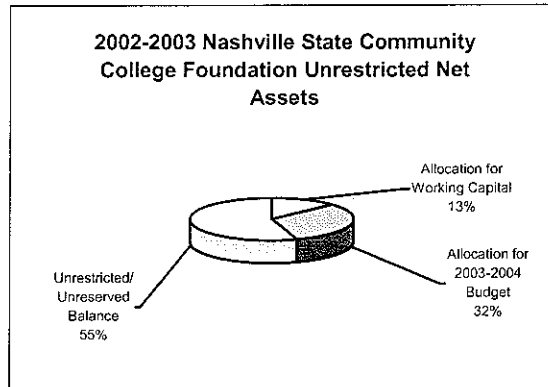 2002-2003 Nashville State Community
College Foundation Unrestricted Net
Assets
Allocation for
Working Capital
13%
Allocation for
2003-2004
Budget
32%
Unrestricted/
Unreserved
Balance
55%